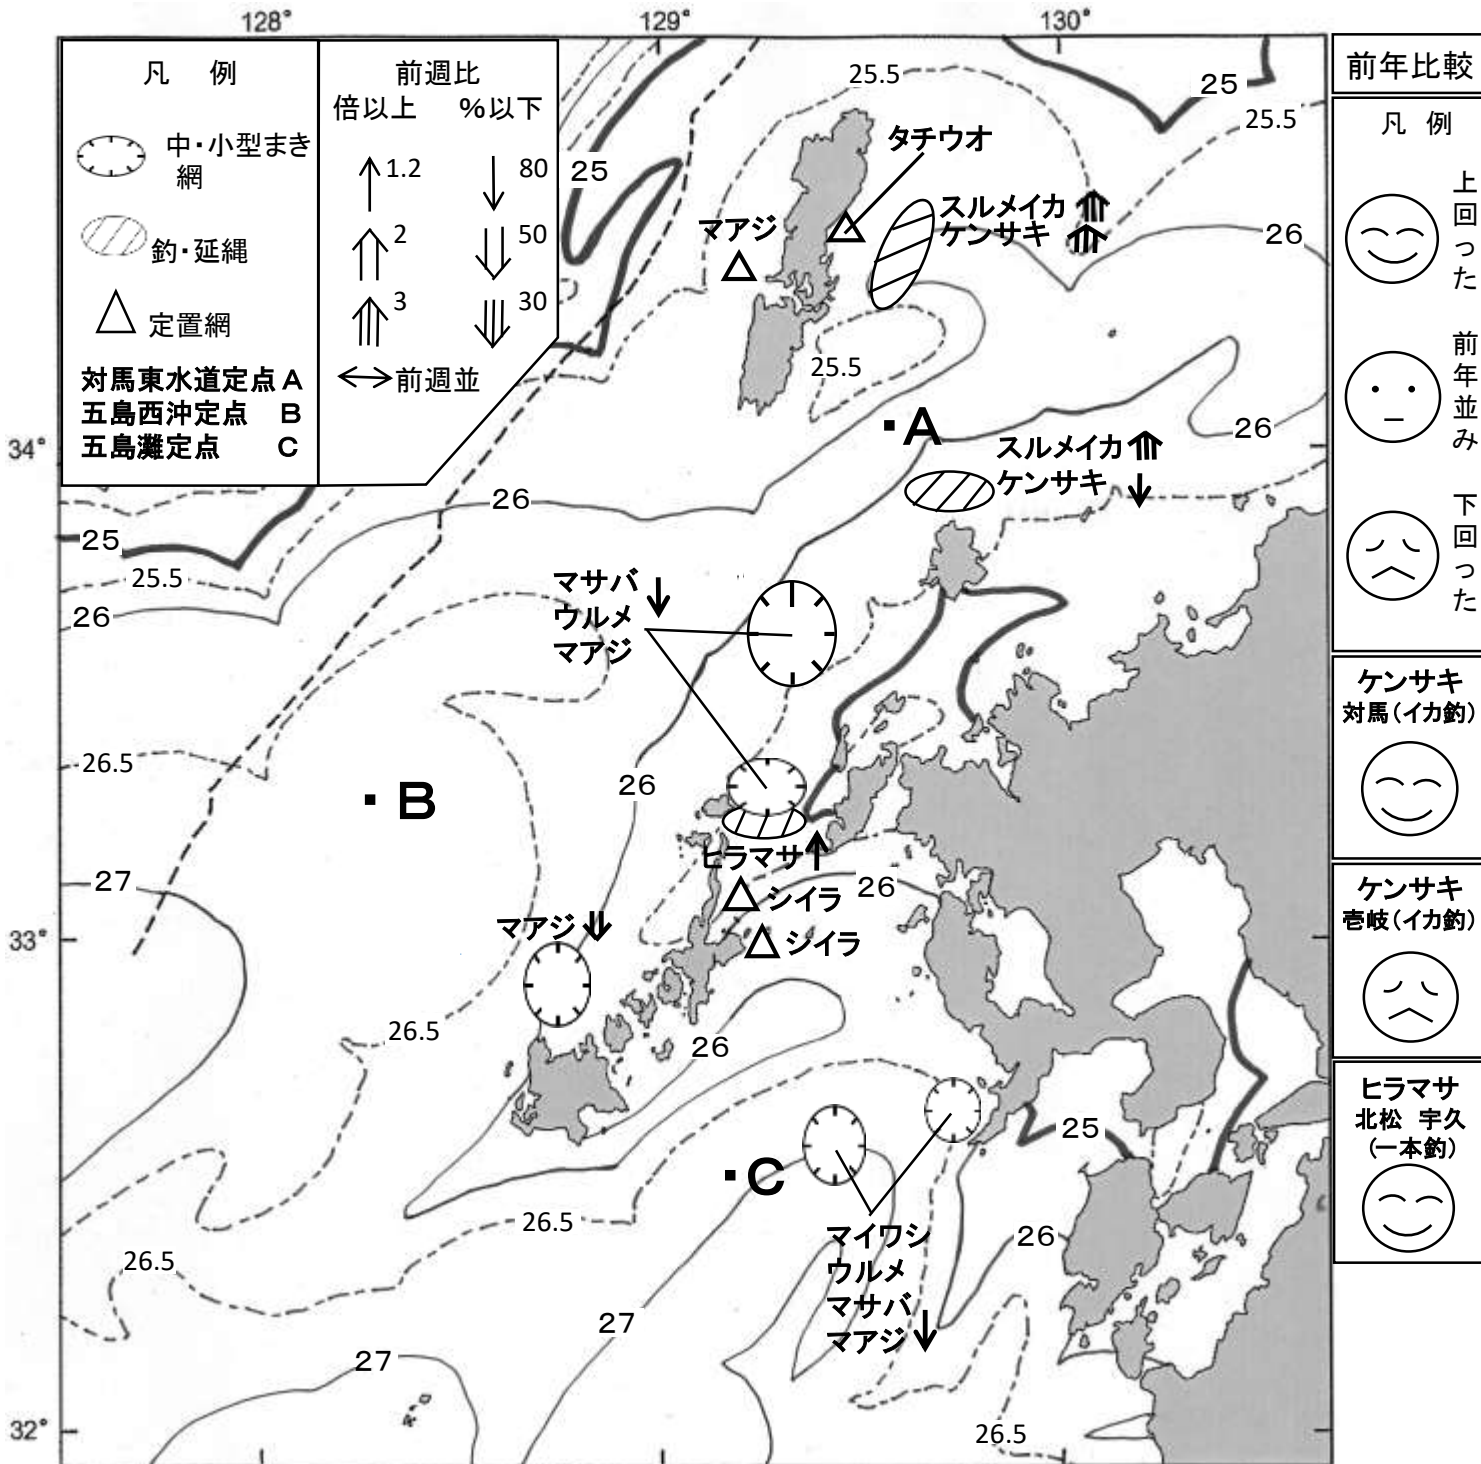 128°
129°
130°
34°
33°
32°
凡 例
中・小型まき
網
釣・延縄
定置網
対馬東水道定点 A
五島西沖定点 B
五島灘定点 C
前週比
倍以上 %以下
1.2 80
2 50
3 30
前週並
25.5
25
25.5
25
タチウオ
スルメイカ
ケンサキ
マアジ
26
25.5
26
A
スルメイカ
ケンサキ
26
25
25.5
26
マサバ
ウルメ
マアジ
26.5
B
26
27
ヒラマサ
シイラ
26
マアジ
シイラ
26.5
26
25
C
26.5
26.5
マイワシ
ウルメ
マサバ
マアジ
26
27
27
26.5
前年比較
凡 例
上回った
前年並み
下回った
ケンサキ
対馬(イカ釣)
ケンサキ
壱岐(イカ釣)
ヒラマサ
北松 宇久
(一本釣)